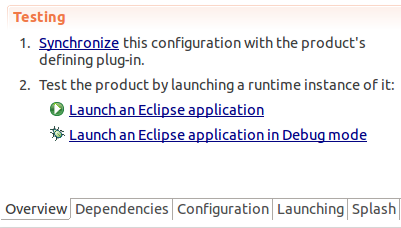 Testing
1. Synchronize this configuration with the product's
defining plug-in.
2. Test the product by launching a runtime instance of it:
Launch an Eclipse application
Launch an Eclipse application in Debug mode
Overview Dependencies Configuration Launching Splash